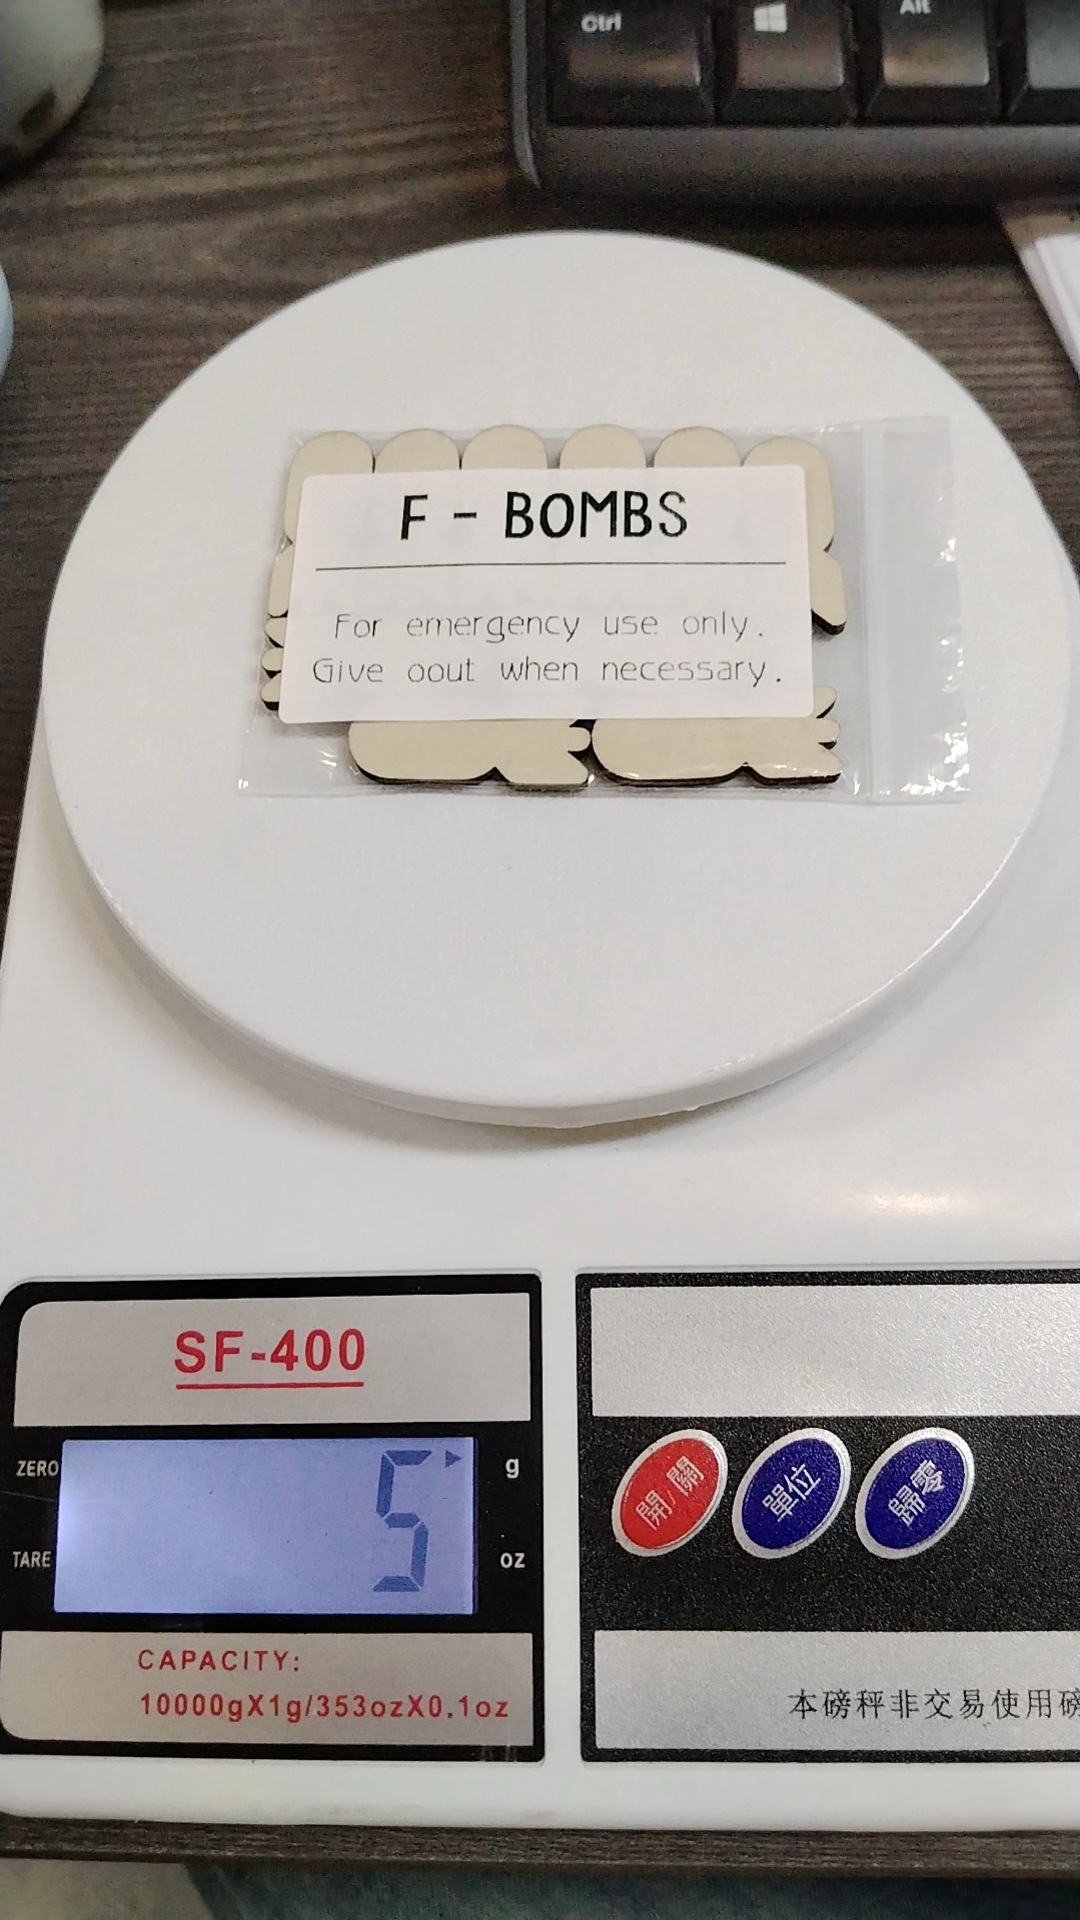 Ctrl
Alt
F - BOMBS
For emergency use only.
Give oout when necessary.
SF-400
ZERO
g
5
TARE
oz
開/關
單位
歸零
CAPACITY:
10000gX1g/353ozX0.1oz
本磅秤非交易使用磅